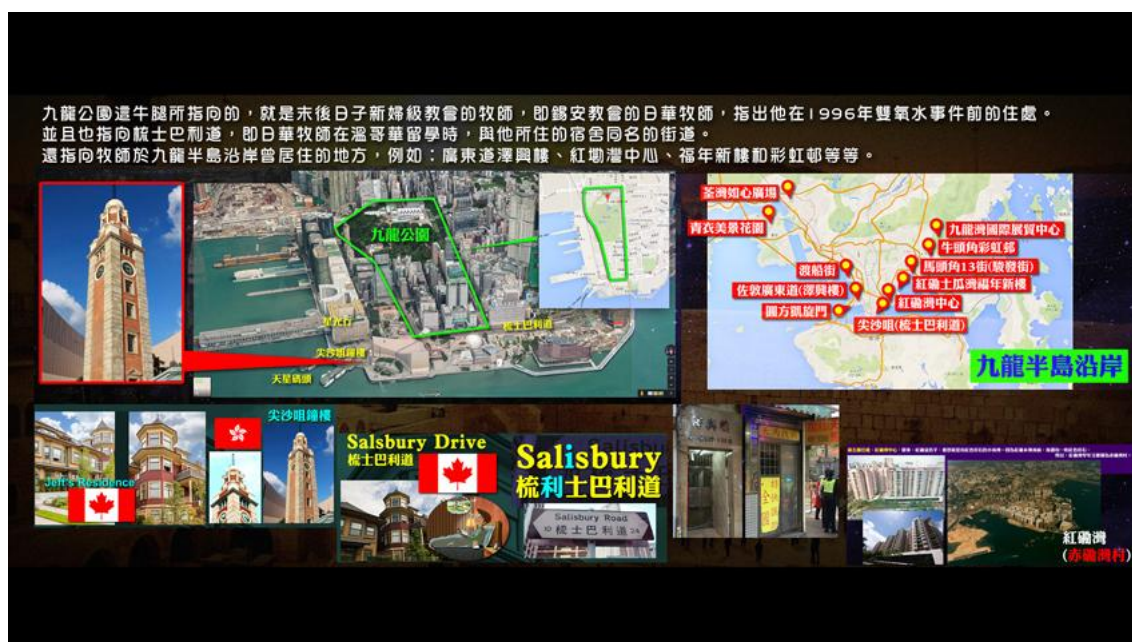 九龍公園這牛腿所指向的，就是末後日子新婦級教會的牧師，即錫安教會的日華牧師，指出他在1996年雙氧水事件前的住處。
並且也指向梳士巴利道，即日華牧師在溫哥華留學時，與他所住的宿舍同名的街道。
還指向牧師於九龍半島沿岸曾居住的地方，例如：廣東道澤興樓、紅磡灣中心、福年新樓和彩虹邨等等。
九龍公園
星光行
梳士巴利道
尖沙咀鐘樓
天星碼頭
荃灣如心廣場
青衣美景花園
九龍灣國際展貿中心
牛頭角彩虹邨
馬頭角13街(駿發街)
渡船街
佐敦廣東道(澤興樓)
紅磡土瓜灣福年新樓
紅磡灣中心
圓方凱旋門
尖沙咀(梳士巴利道)
九龍半島沿岸
Jeff's Residence
尖沙咀鐘樓
Salsbury Drive
梳士巴利道
Salisbury
梳利士巴利道
Salisbury Road
10 梳士巴利道 24
紅磡灣
(赤磡灣村)